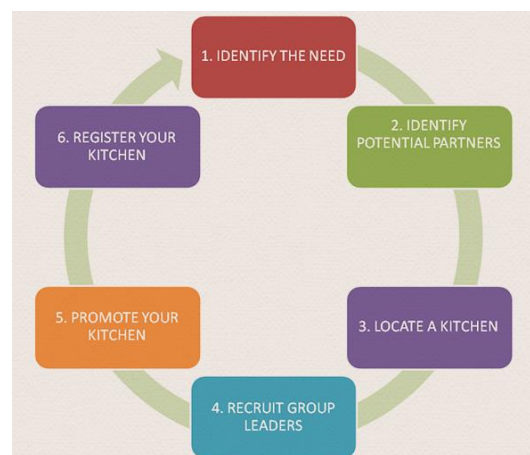 1. IDENTIFY THE NEED
2. IDENTIFY
POTENTIAL PARTNERS
3. LOCATE A KITCHEN
4. RECRUIT GROUP
LEADERS
5. PROMOTE YOUR
KITCHEN
6. REGISTER YOUR
KITCHEN